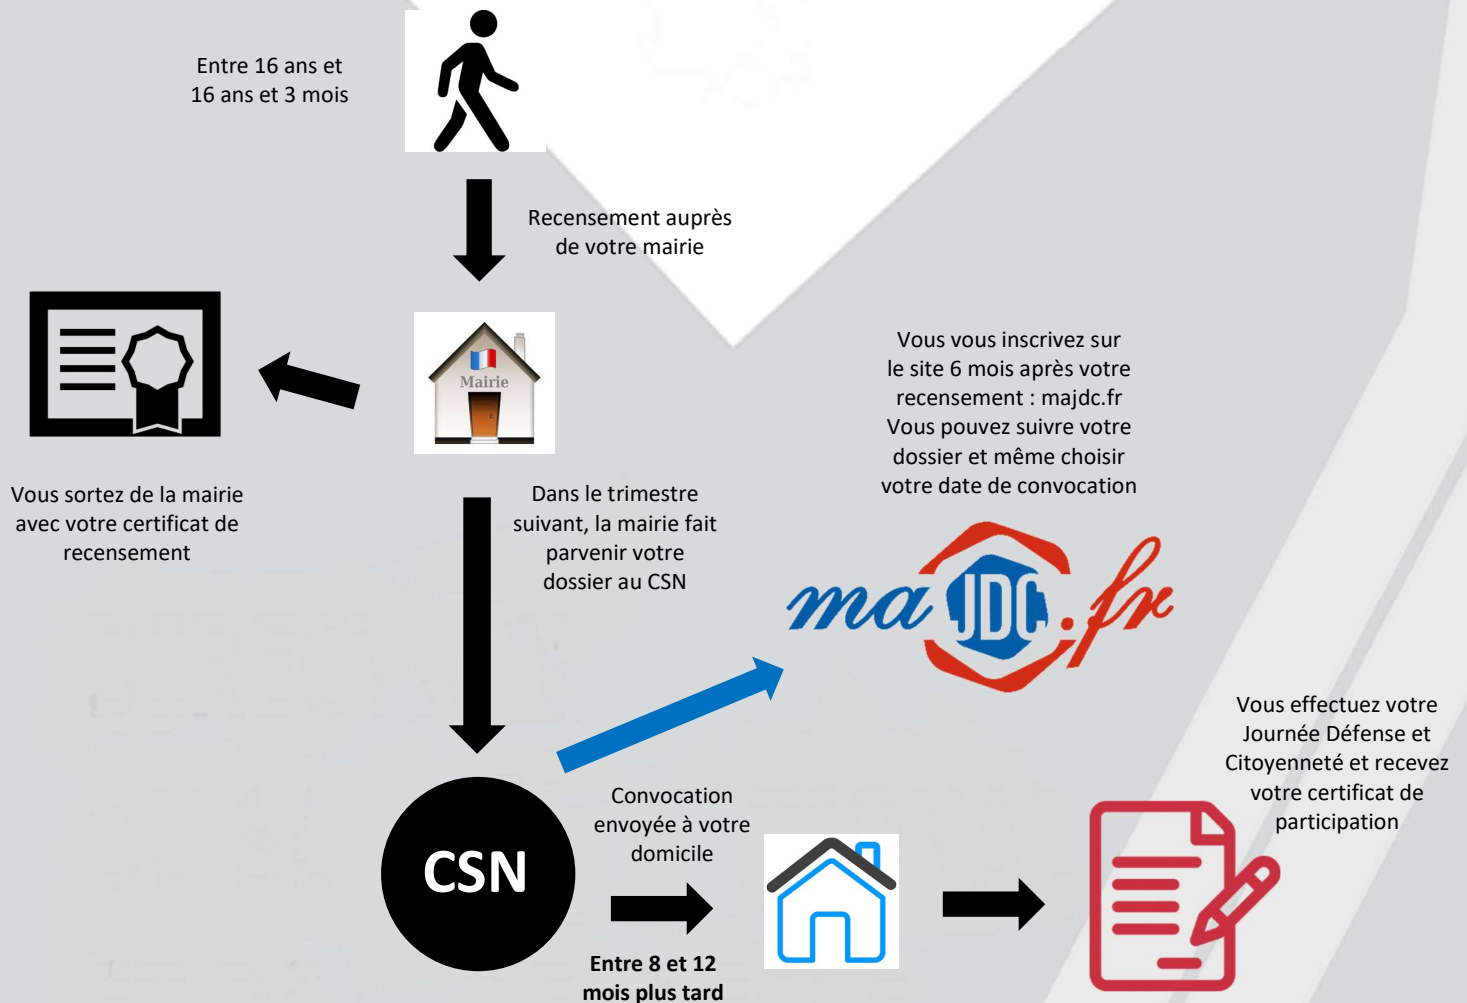 Entre 16 ans et
16 ans et 3 mois
Recensement auprès
de votre mairie
Mairie
Vous sortez de la mairie
avec votre certificat de
recensement
Dans le trimestre
suivant, la mairie fait
parvenir votre
dossier au CSN
Vous vous inscrivez sur
le site 6 mois après votre
recensement : majdc.fr
Vous pouvez suivre votre
dossier et même choisir
votre date de convocation
ma JDC.fr
CSN
Convocation
envoyée à votre
domicile
Entre 8 et 12
mois plus tard
Vous effectuez votre
Journée Défense et
Citoyenneté et recevez
votre certificat de
participation